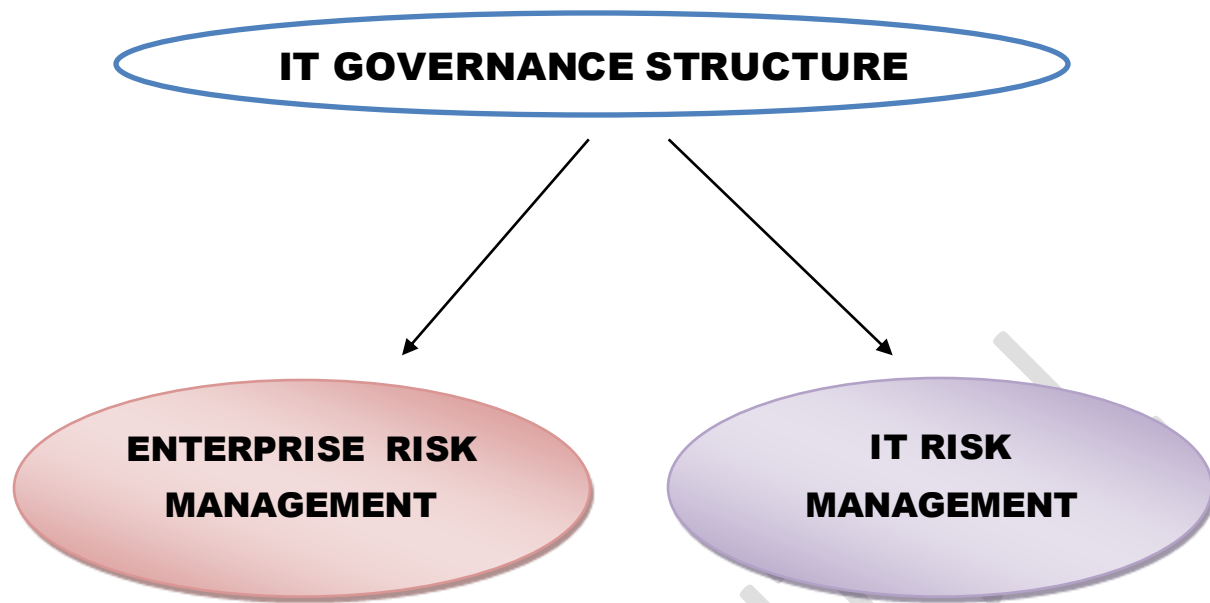 IT GOVERNANCE STRUCTURE
ENTERPRISE RISK
MANAGEMENT
IT RISK
MANAGEMENT